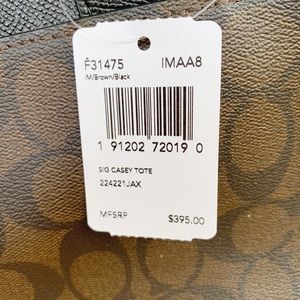 F31475 IMAA8
IM/Brown/Black
1 91202 72019 0
SIG CASEY TOTE
224221JAX
MFSRP $395.00